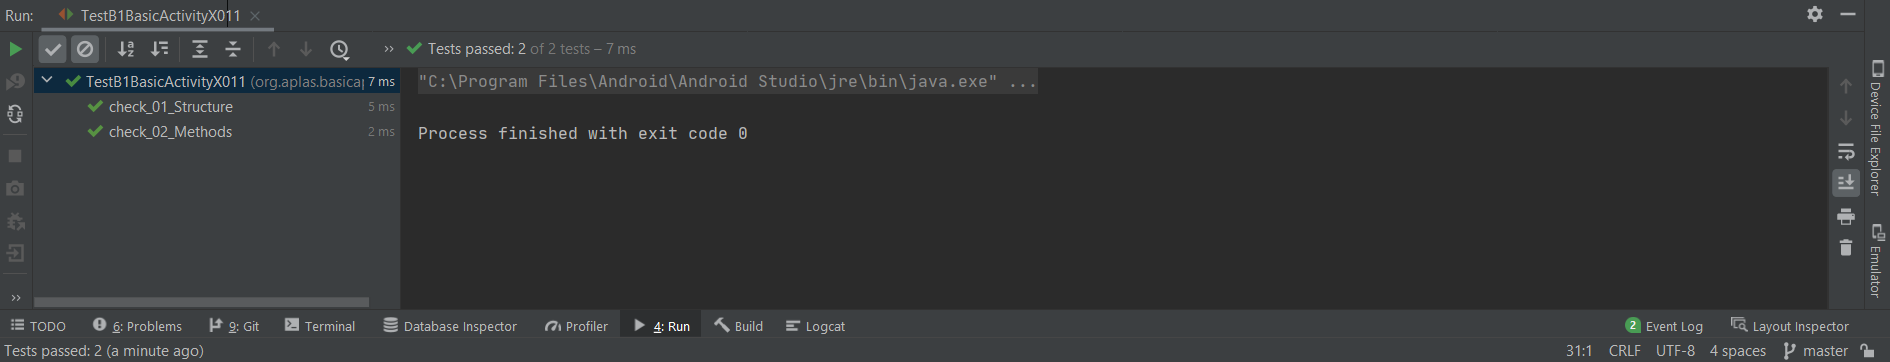 Run: TestB1BasicActivityX011
Tests passed: 2 of 2 tests – 7 ms
TestB1BasicActivityX011 (org.aplas.basica 7 ms
check_01_Structure 5 ms
check_02_Methods 2 ms
"C:\Program Files\Android\Android Studio\jre\bin\java.exe" ...
Process finished with exit code 0
Device File Explorer
Emulator
TODO 6: Problems 9: Git Terminal Database Inspector Profiler 4: Run Build Logcat 2 Event Log Layout Inspector
Tests passed: 2 (a minute ago) 31:1 CRLF UTF-8 4 spaces master